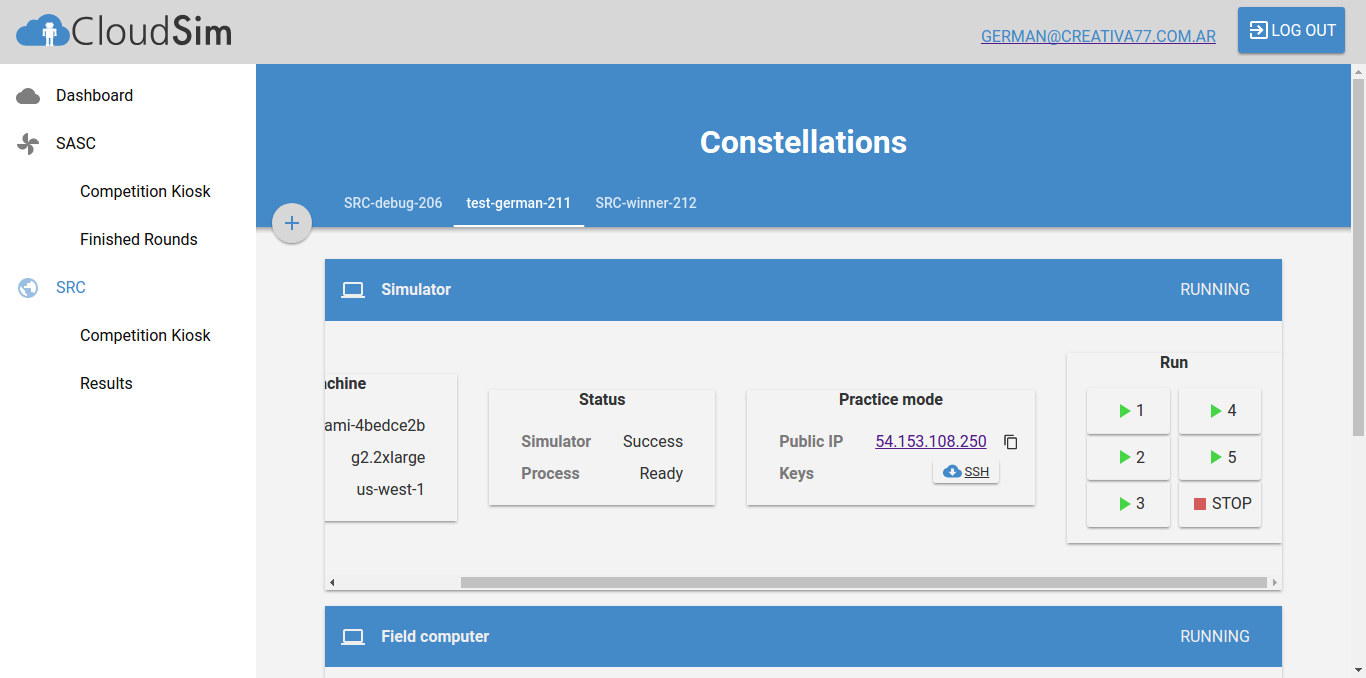 CloudSim
GERMAN@CREATIVA77.COM.AR
LOG OUT
Dashboard
SASC
Competition Kiosk
Finished Rounds
SRC
Competition Kiosk
Results
Constellations
SRC-debug-206 test-german-211 SRC-winner-212
+
Simulator RUNNING
chine
ami-4bedce2b
g2.2xlarge
us-west-1
Status
Simulator Success
Process Ready
Practice mode
Public IP 54.153.108.250
Keys SSH
Run
1 4
2 5
3 STOP
Field computer RUNNING